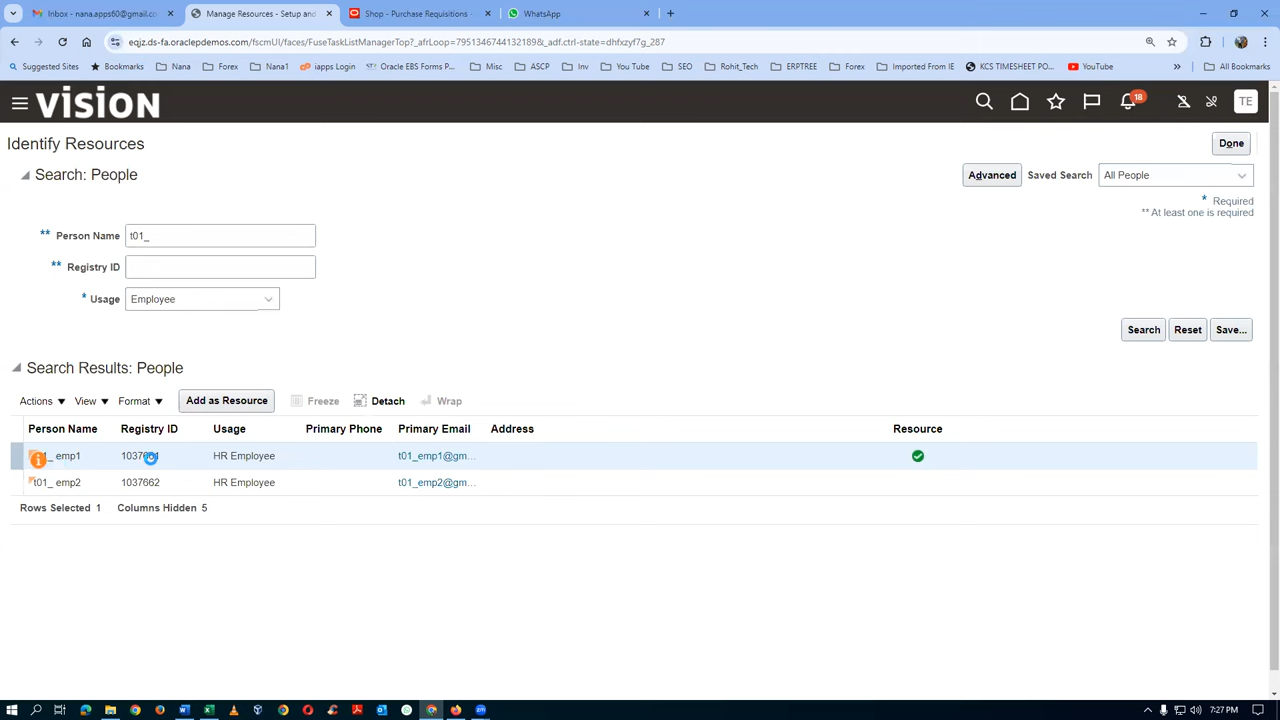 Inbox - nana.apps60@gmail.co
Manage Resources - Setup and
Shop - Purchase Requisitions -
WhatsApp
eqjz.ds-fa.oraclepdemos.com/fscmUI/faces/FuseTaskListManagerTop?_afrLoop=79513467441321898&_adf.ctrl-state=dhfxzyf7g_287
Suggested Sites Bookmarks Nana Forex Nana1 iapps Login Oracle EBS Forms P... Misc ASCP Inv You Tube SEO Rohit_Tech ERPTREE Forex Imported From IE KCS TIMESHEET PO... YouTube » All Bookmarks
VISION 18 TE
Identify Resources Done
Search: People Advanced Saved Search All People
* Required
** At least one is required
** Person Name t01_
** Registry ID
* Usage Employee
Search Reset Save...
Search Results: People
Actions View Format Add as Resource Freeze Detach Wrap
Person Name Registry ID Usage Primary Phone Primary Email Address Resource
emp1 HR Employee t01_emp1@gm...
t01_ emp2 1037662 HR Employee t01_emp2@gm...
Rows Selected 1 Columns Hidden 5
7:27 PM